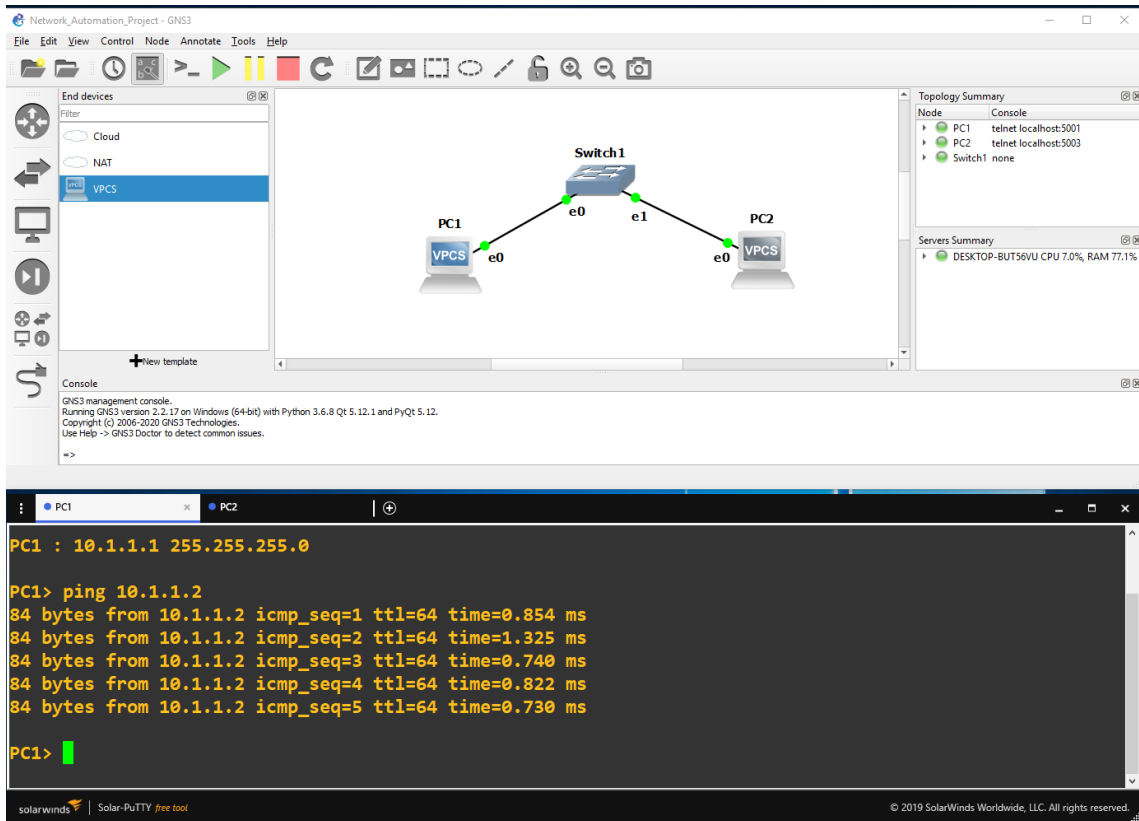 Network_Automation_Project - GNS3
File Edit View Control Node Annotate Tools Help
End devices
Filter
Cloud
NAT
VPCS
VPCS
New template
Switch1
e0
e1
PC1
VPCS
e0
PC2
e0
VPCS
Topology Summary
Node Console
PC1 telnet localhost:5001
PC2 telnet localhost:5003
Switch1 none
Servers Summary
DESKTOP-BUT56VU CPU 7.0%, RAM 77.1%
Console
GNS3 management console.
Running GNS3 version 2.2.17 on Windows (64-bit) with Python 3.6.8 Qt 5.12.1 and PyQt 5.12.
Copyright (c) 2006-2020 GNS3 Technologies.
Use Help -> GNS3 Doctor to detect common issues.
=>
PC1 PC2
PC1 : 10.1.1.1 255.255.255.0
PC1> ping 10.1.1.2
84 bytes from 10.1.1.2 icmp_seq=1 ttl=64 time=0.854 ms
84 bytes from 10.1.1.2 icmp_seq=2 ttl=64 time=1.325 ms
84 bytes from 10.1.1.2 icmp_seq=3 ttl=64 time=0.740 ms
84 bytes from 10.1.1.2 icmp_seq=4 ttl=64 time=0.822 ms
84 bytes from 10.1.1.2 icmp_seq=5 ttl=64 time=0.730 ms
PC1>
solarwinds Solar-PuTTY free tool © 2019 SolarWinds Worldwide, LLC. All rights reserved.